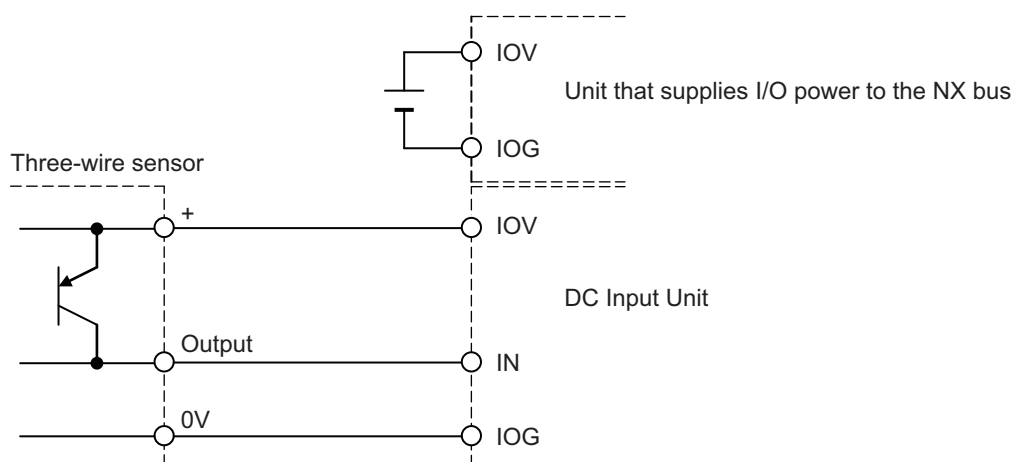 IOV
Unit that supplies I/O power to the NX bus
IOG
Three-wire sensor
+
IOV
DC Input Unit
Output
IN
0V
IOG